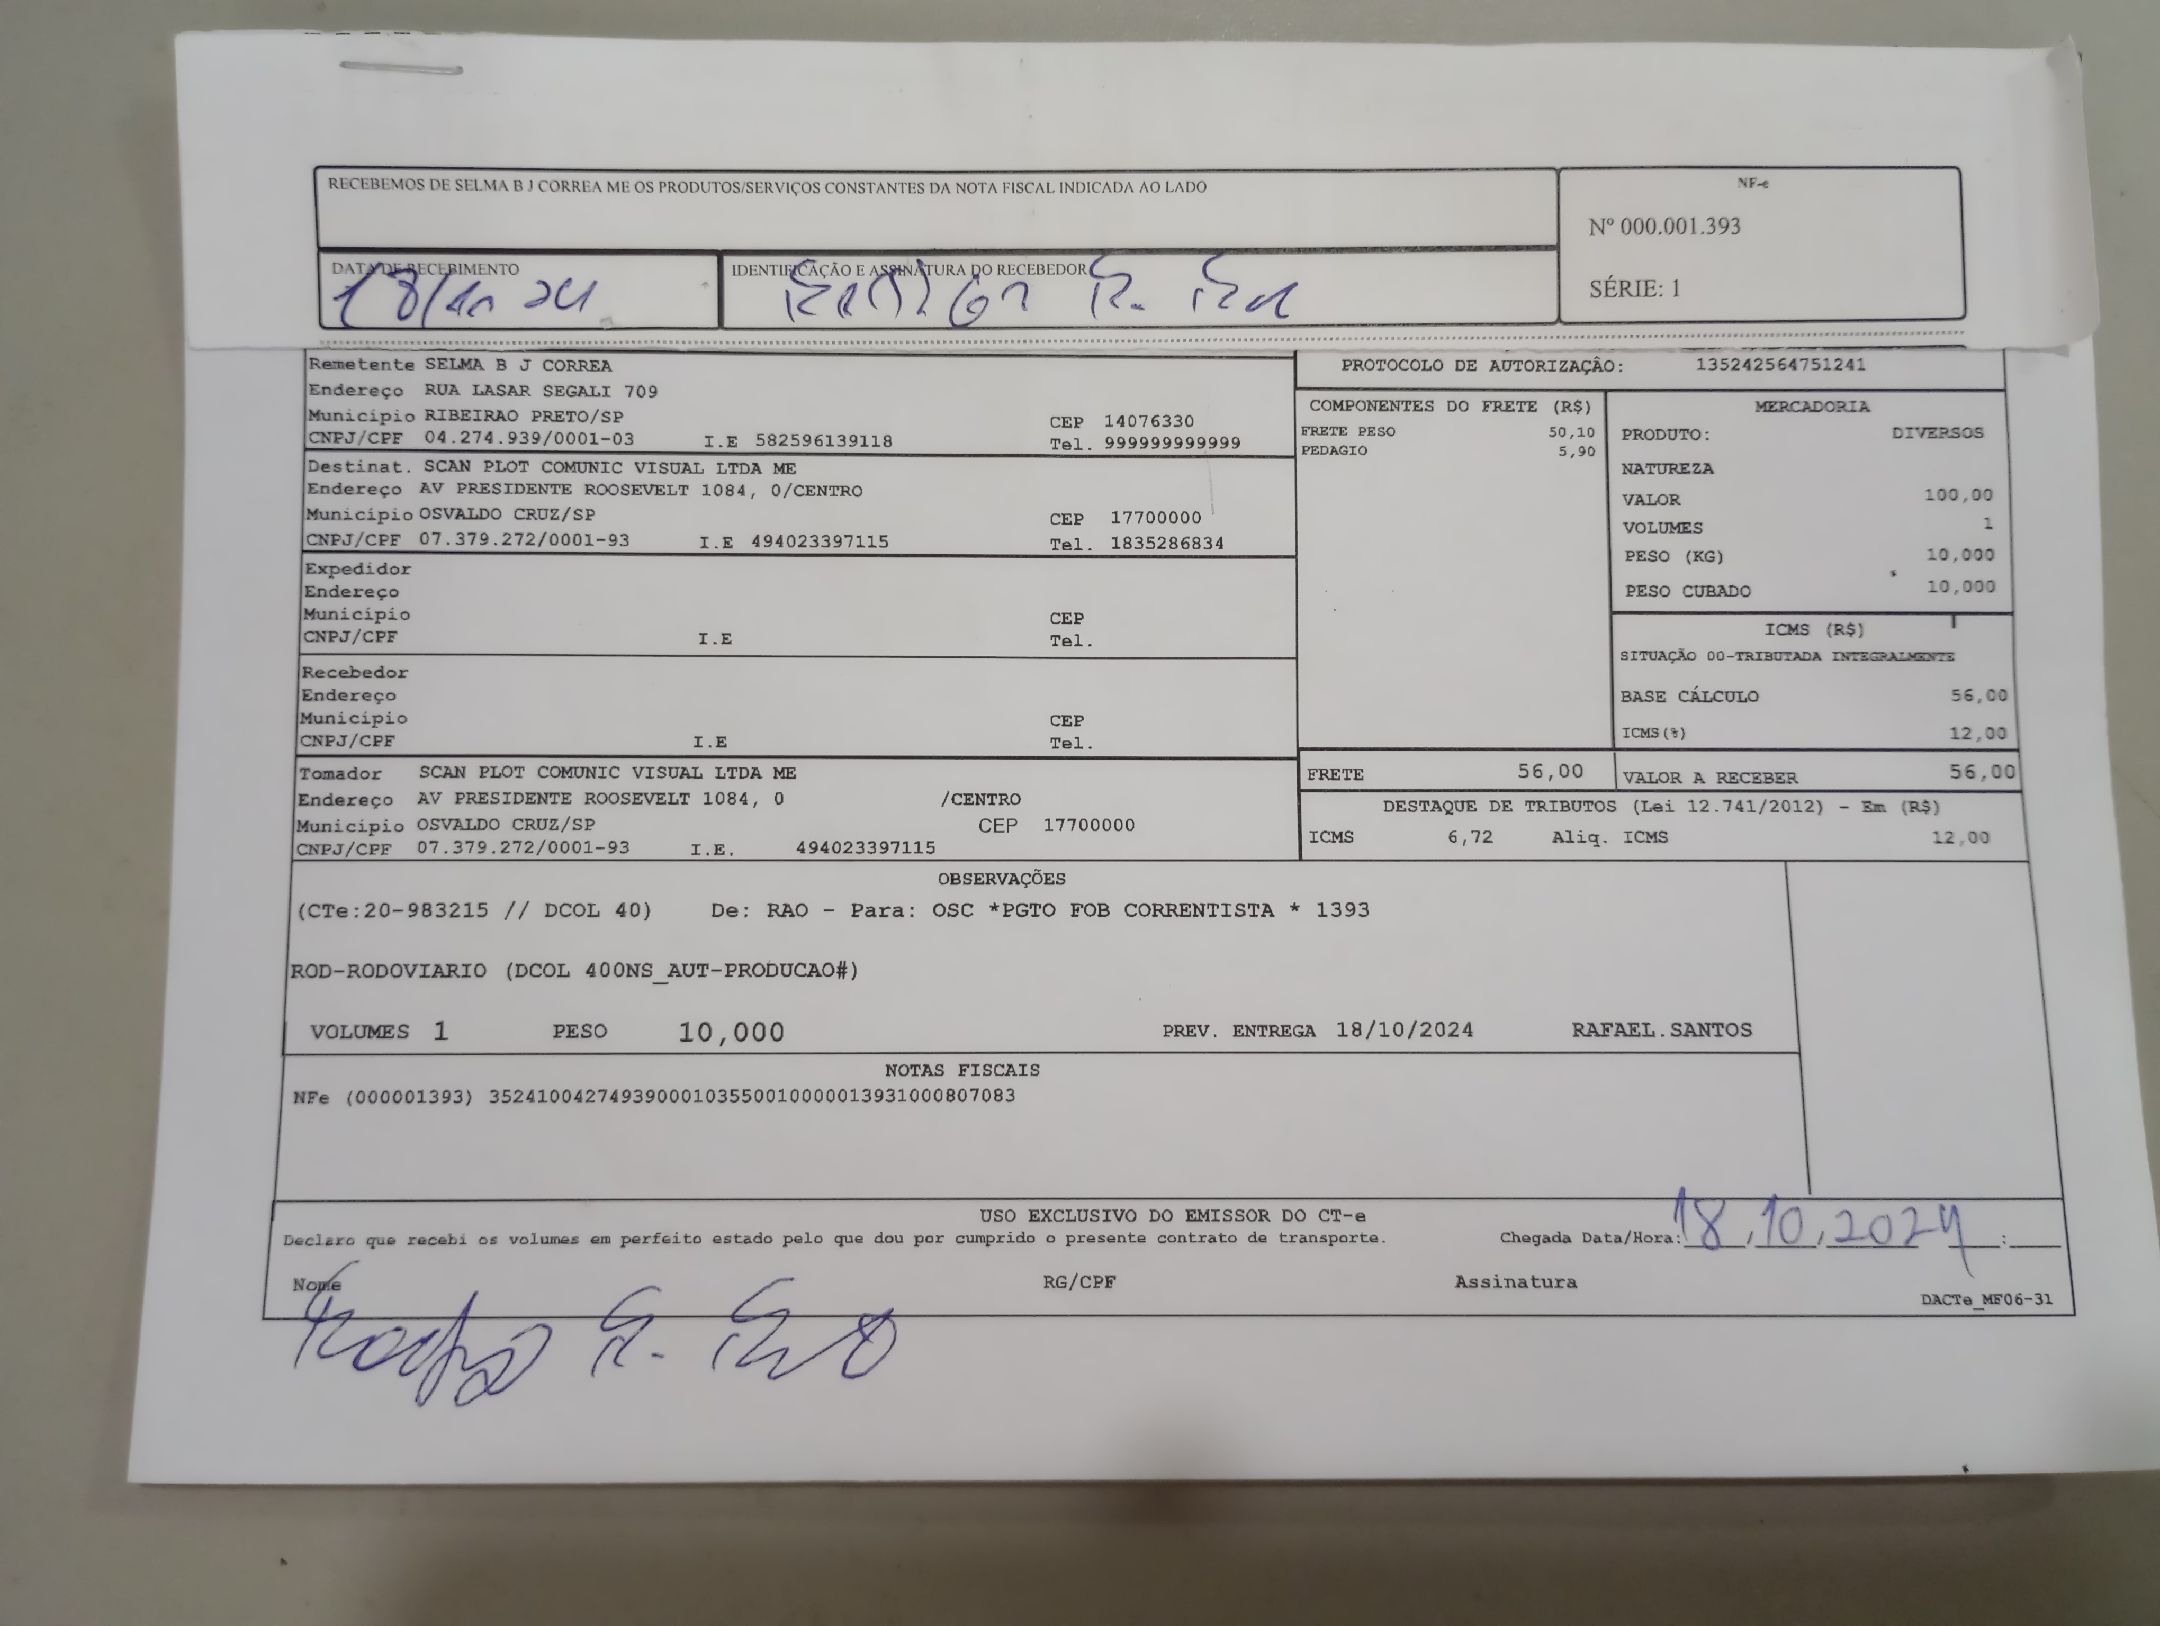 RECEBEMOS DE SELMA B J CORREA ME OS PRODUTOS/SERVIÇOS CONSTANTES DA NOTA FISCAL INDICADA AO LADO
NF-e
Nº 000.001.393
SÉRIE: 1
DATA DE RECEBIMENTO
18/10 24
IDENTIFICAÇÃO E ASSINATURA DO RECEBEDOR
Remetente SELMA B J CORREA
Endereço RUA LASAR SEGALI 709
Município RIBEIRAO PRETO/SP CEP 14076330
CNPJ/CPF 04.274.939/0001-03 I.E 582596139118 Tel. 999999999999
Destinat. SCAN PLOT COMUNIC VISUAL LTDA ME
Endereço AV PRESIDENTE ROOSEVELT 1084, 0/CENTRO
Município OSVALDO CRUZ/SP CEP 17700000
CNPJ/CPF 07.379.272/0001-93 I.E 494023397115 Tel. 1835286834
Expedidor
Endereço
Município CEP
CNPJ/CPF I.E Tel.
Recebedor
Endereço
Município CEP
CNPJ/CPF I.E Tel.
Tomador SCAN PLOT COMUNIC VISUAL LTDA ME
Endereço AV PRESIDENTE ROOSEVELT 1084, 0 /CENTRO
Município OSVALDO CRUZ/SP CEP 17700000
CNPJ/CPF 07.379.272/0001-93 I.E. 494023397115
PROTOCOLO DE AUTORIZAÇÃO: 135242564751241
COMPONENTES DO FRETE (R$)
FRETE PESO 50,10
PEDAGIO 5,90
MERCADORIA
PRODUTO: DIVERSOS
NATUREZA
VALOR 100,00
VOLUMES 1
PESO (KG) 10,000
PESO CUBADO 10,000
ICMS (R$)
SITUAÇÃO 00-TRIBUTADA INTEGRALMENTE
BASE CÁLCULO 56,00
ICMS(%) 12,00
FRETE 56,00 VALOR A RECEBER 56,00
DESTAQUE DE TRIBUTOS (Lei 12.741/2012) - Em (R$)
ICMS 6,72 Aliq. ICMS 12,00
OBSERVAÇÕES
(CTe:20-983215 // DCOL 40) De: RAO - Para: OSC *PGTO FOB CORRENTISTA * 1393
ROD-RODOVIARIO (DCOL 400NS_AUT-PRODUCAO#)
VOLUMES 1 PESO 10,000 PREV. ENTREGA 18/10/2024 RAFAEL.SANTOS
NOTAS FISCAIS
NFe (000001393) 35241004274939000103550010000013931000807083
USO EXCLUSIVO DO EMISSOR DO CT-e
Declaro que recebi os volumes em perfeito estado pelo que dou por cumprido o presente contrato de transporte. Chegada Data/Hora: 18/10/2024 :
Nome RG/CPF Assinatura
DACTe_MF06-31